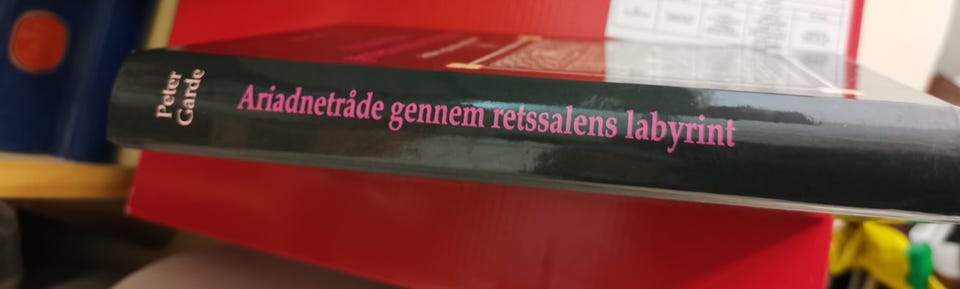 Peter
Garde
Ariadnetråde gennem retssalens labyrint